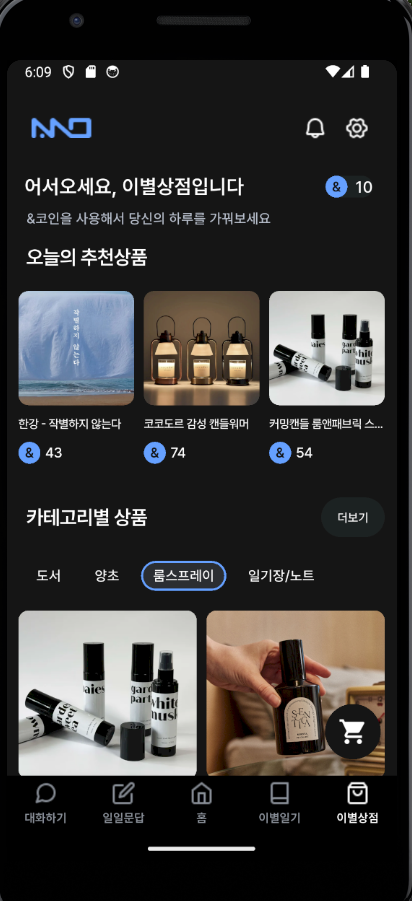 6:09
어서오세요, 이별상점입니다
& 10
&코인을 사용해서 당신의 하루를 가꿔보세요
오늘의 추천상품
작별하지 않는다
한강 - 작별하지 않는다
코코도르 감성 캔들워머
커밍캔들 룸앤패브릭 스...
& 43
& 74
& 54
카테고리별 상품
더보기
도서
양초
룸스프레이
일기장/노트
white musk
대화하기
일일문답
홈
이별일기
이별상점